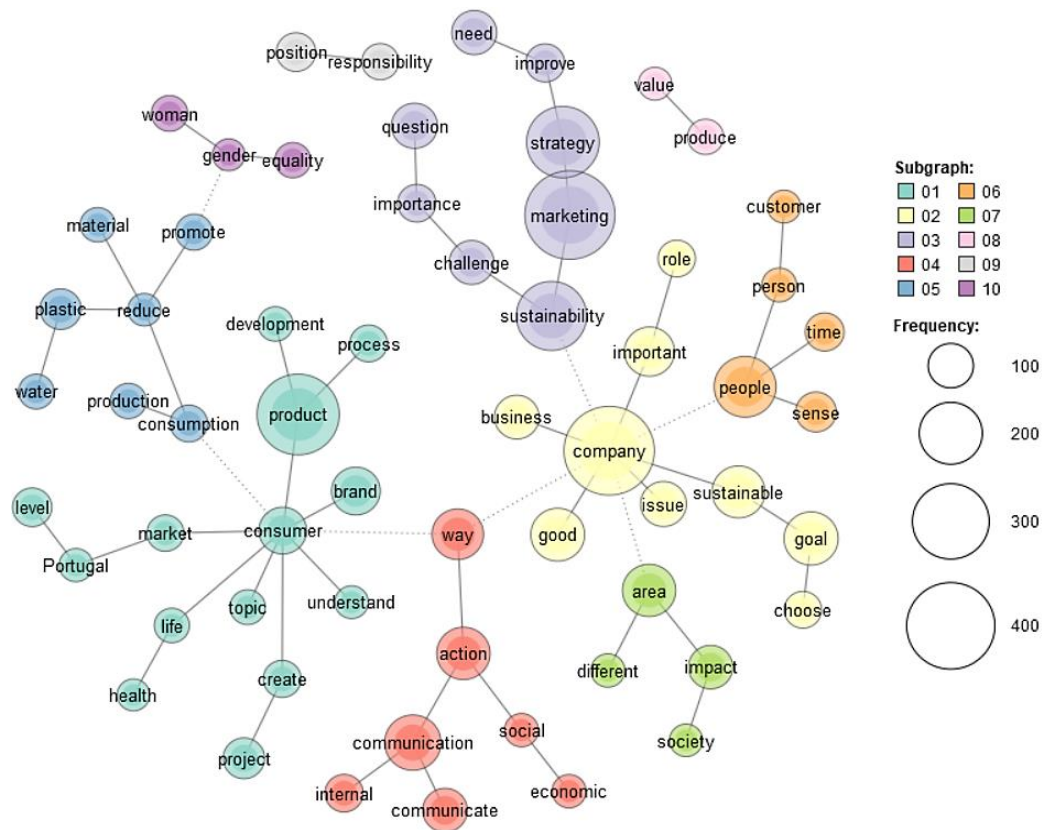 need
position
responsibility
improve
value
woman
question
strategy
produce
gender
equality
Subgraph:
01
06
02
07
03
08
04
09
05
10
importance
marketing
customer
material
promote
challenge
role
person
plastic
reduce
development
sustainability
Frequency:
process
important
time
100
water
production
people
consumption
product
business
sense
200
company
brand
sustainable
level
issue
300
market
consumer
way
good
goal
Portugal
area
life
topic
understand
choose
400
action
different
impact
health
create
communication
social
society
project
internal
economic
communicate